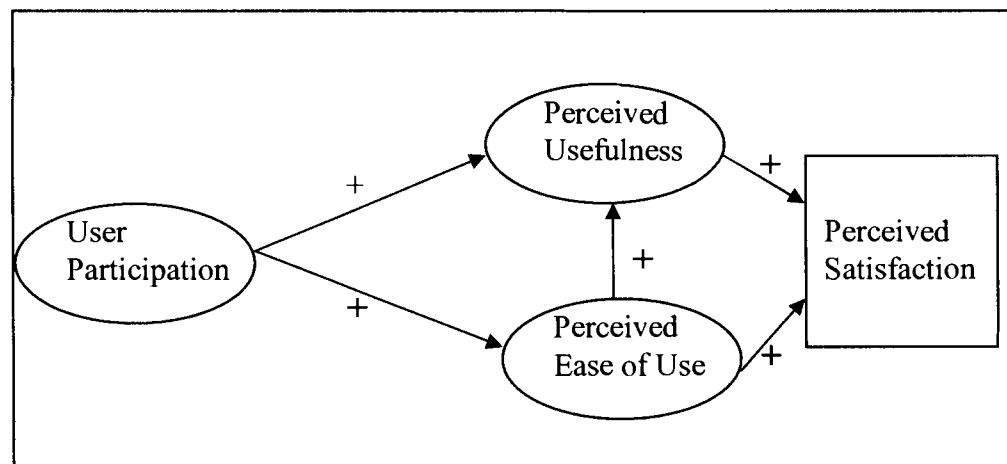 Perceived
Usefulness
+
+
User
Participation
+
Perceived
Satisfaction
+
Perceived
Ease of Use
+